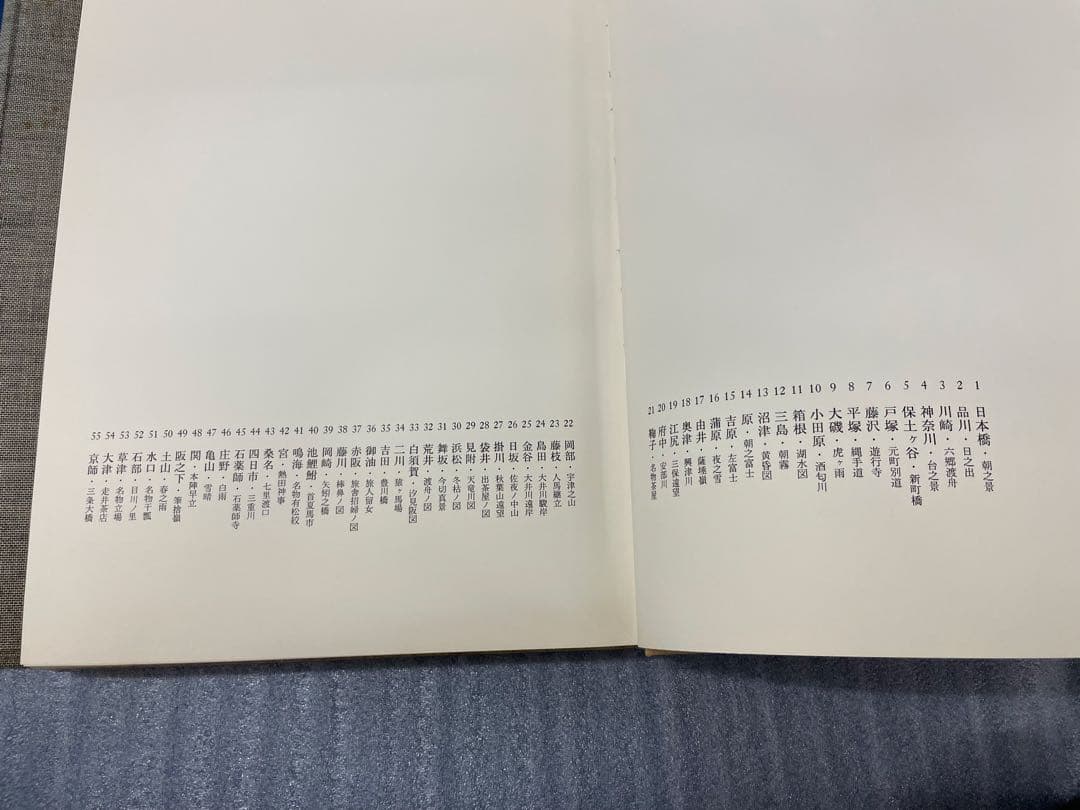 1 日本橋・朝之景
2 品川・日之出
3 川崎・六郷渡舟
4 神奈川・台之景
5 保土ヶ谷・新町橋
6 戸塚・元町別道
7 藤沢・遊行寺
8 平塚・縄手道
9 大磯・虎ヶ雨
10 小田原・酒匂川
11 箱根・湖水図
12 三島・朝霧
13 沼津・黄昏図
14 原・朝之富士
15 吉原・左富士
16 蒲原・夜之雪
17 由井・薩埵嶺
18 奥津・興津川
19 江尻・三保遠望
20 府中・安部川
21 鞠子・名物茶屋
22 岡部・宇津之山
23 藤枝・人馬継立
24 島田・大井川駿岸
25 金谷・大井川遠岸
26 日坂・佐夜ノ中山
27 掛川・秋葉山遠望
28 袋井・出茶屋ノ図
29 見附・天竜川図
30 浜松・冬枯ノ図
31 舞坂・今切真景
32 荒井・渡舟ノ図
33 白須賀・汐見阪図
34 二川・猿ヶ馬場
35 吉田・豊川橋
36 御油・旅人留女
37 赤阪・旅舎招婦ノ図
38 藤川・棒鼻ノ図
39 岡崎・矢矧之橋
40 池鯉鮒・首夏馬市
41 鳴海・名物有松絞
42 宮・熱田神事
43 桑名・七里渡口
44 四日市・三重川
45 石薬師・石薬師寺
46 庄野・白雨
47 亀山・雪晴
48 関・本陣早立
49 阪之下・筆捨嶺
50 土山・春之雨
51 水口・名物干瓢
52 石部・目川ノ里
53 草津・名物立場
54 大津・走井茶店
55 京師・三条大橋